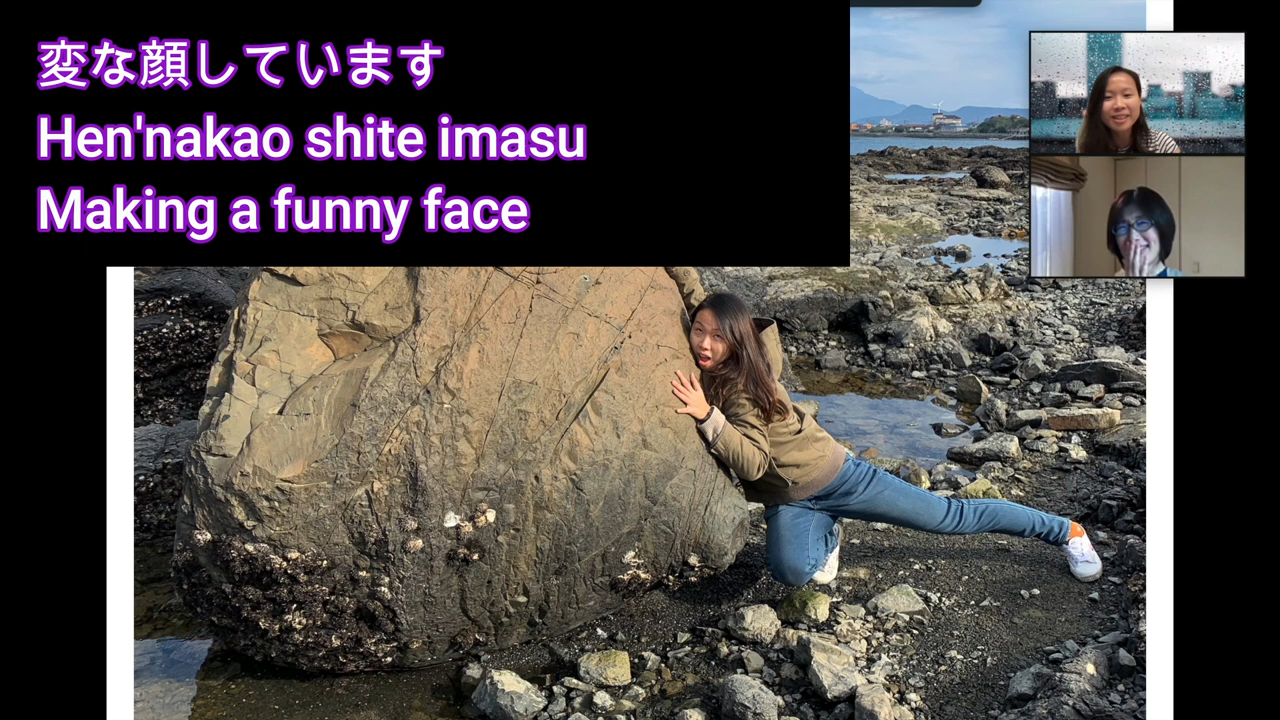 変な顔しています
Hen'nakao shite imasu
Making a funny face